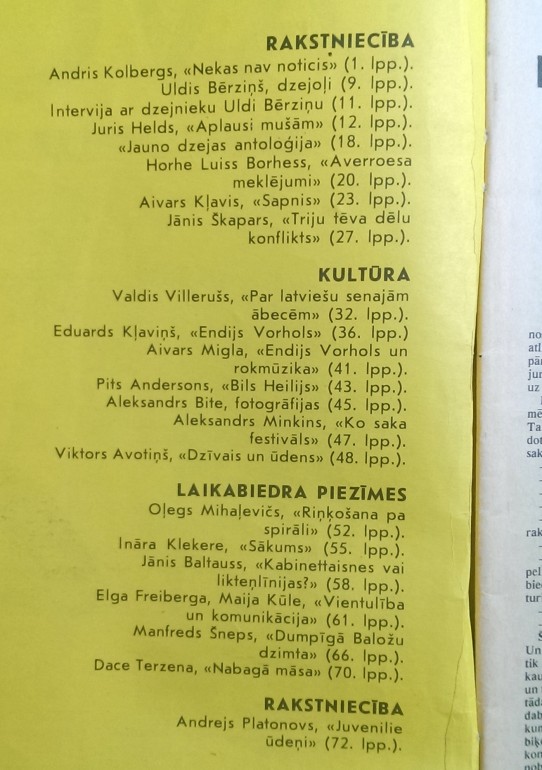 RAKSTNIECĪBA
Andris Kolbergs, «Nekas nav noticis» (1. lpp.).
Uldis Bērziņš, dzejoļi (9. lpp.).
Intervija ar dzejnieku Uldi Bērziņu (11. lpp.).
Juris Helds, «Aplausi mušām» (12. lpp.).
«Jauno dzejas antoloģija» (18. lpp.).
Horhe Luiss Borhess, «Averroesa
meklējumi» (20. lpp.).
Aivars Kļavis, «Sapnis» (23. lpp.).
Jānis Škapars, «Triju tēva dēlu
konflikts» (27. lpp.).
KULTŪRA
Valdis Villerušs, «Par latviešu senajām
ābecēm» (32. lpp.).
Eduards Kļaviņš, «Endijs Vorhols» (36. lpp.)
Aivars Migla, «Endijs Vorhols un
rokmūzika» (41. lpp.).
Pits Andersons, «Bils Heilijs» (43. lpp.).
Aleksandrs Bite, fotogrāfijas (45. lpp.).
Aleksandrs Minkins, «Ko saka
festivāls» (47. lpp.).
Viktors Avotiņš, «Dzīvais un ūdens» (48. lpp.).
LAIKABIEDRA PIEZĪMES
Oļegs Mihaļevičs, «Riņķošana pa
spirāli» (52. lpp.).
Ināra Klekere, «Sākums» (55. lpp.).
Jānis Baltauss, «Kabinettaisnes vai
likteņlīnijas?» (58. lpp.).
Elga Freiberga, Maija Kūle, «Vientulība
un komunikācija» (61. lpp.).
Manfreds Šneps, «Dumpīgā Baložu
dzimta» (66. lpp.).
Dace Terzena, «Nabagā māsa» (70. lpp.).
RAKSTNIECĪBA
Andrejs Platonovs, «Juvenilie
ūdeņi» (72. lpp.).